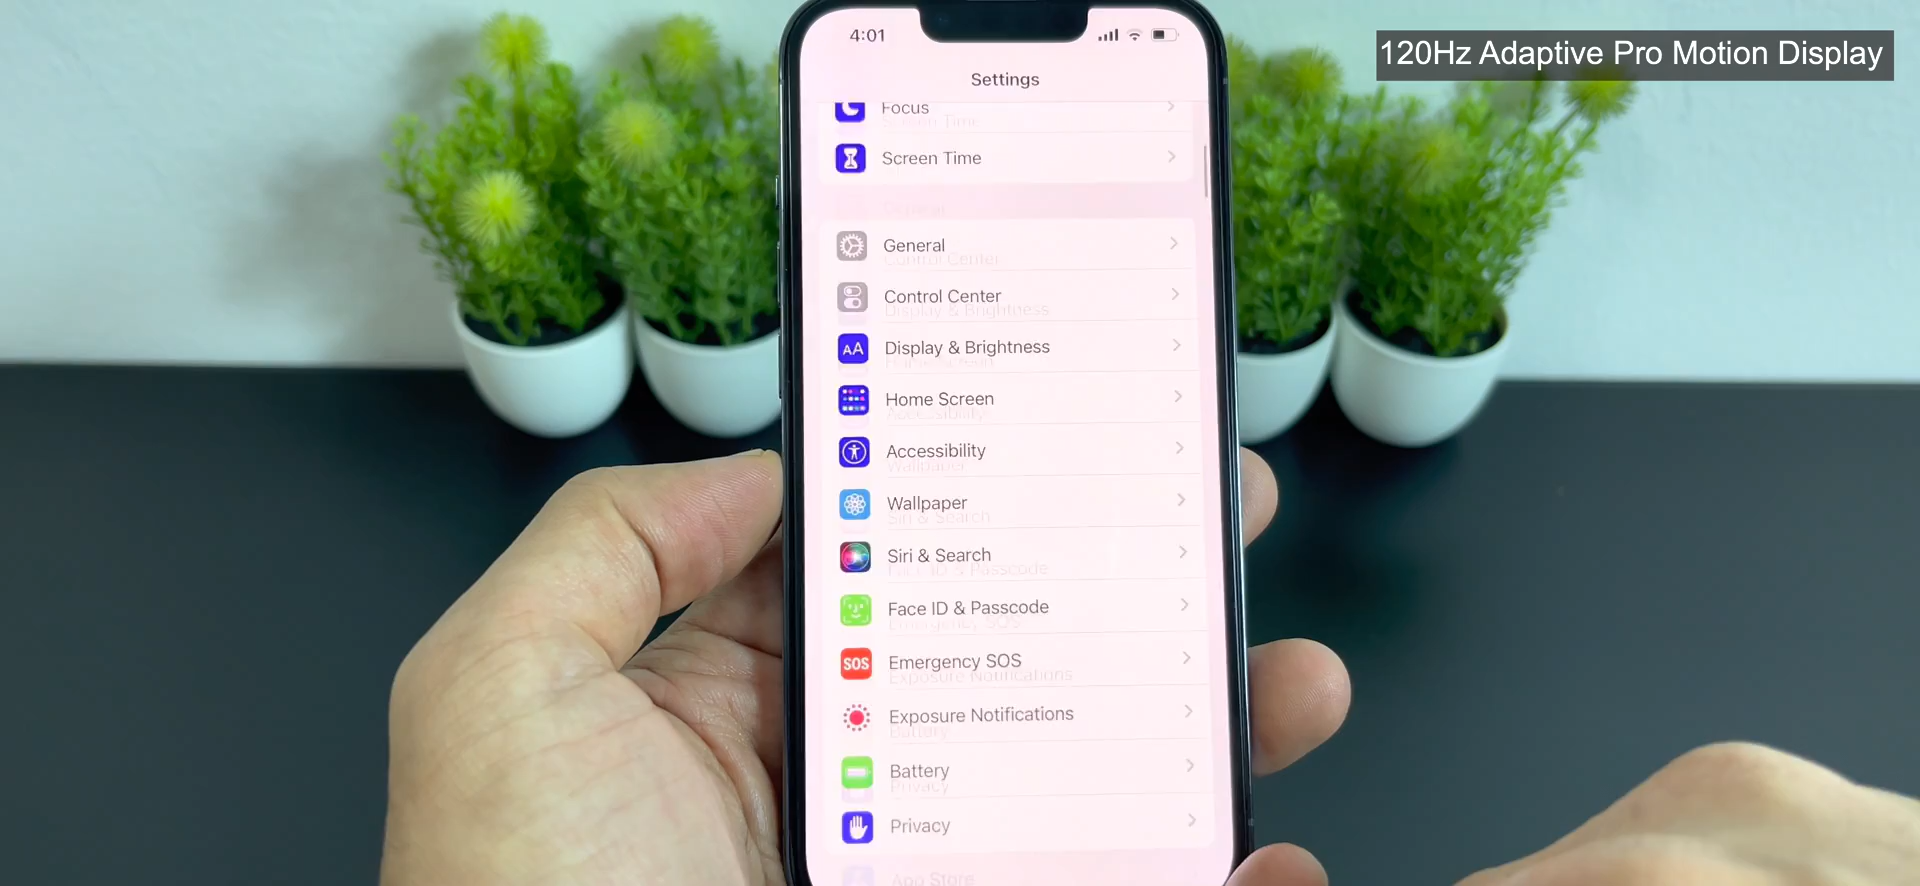 120Hz Adaptive Pro Motion Display
4:01
Settings
Focus
Screen Time
General
Control Center
AA Display & Brightness
Home Screen
Accessibility
Wallpaper
Siri & Search
Face ID & Passcode
SOS Emergency SOS
Exposure Notifications
Battery
Privacy
App Store